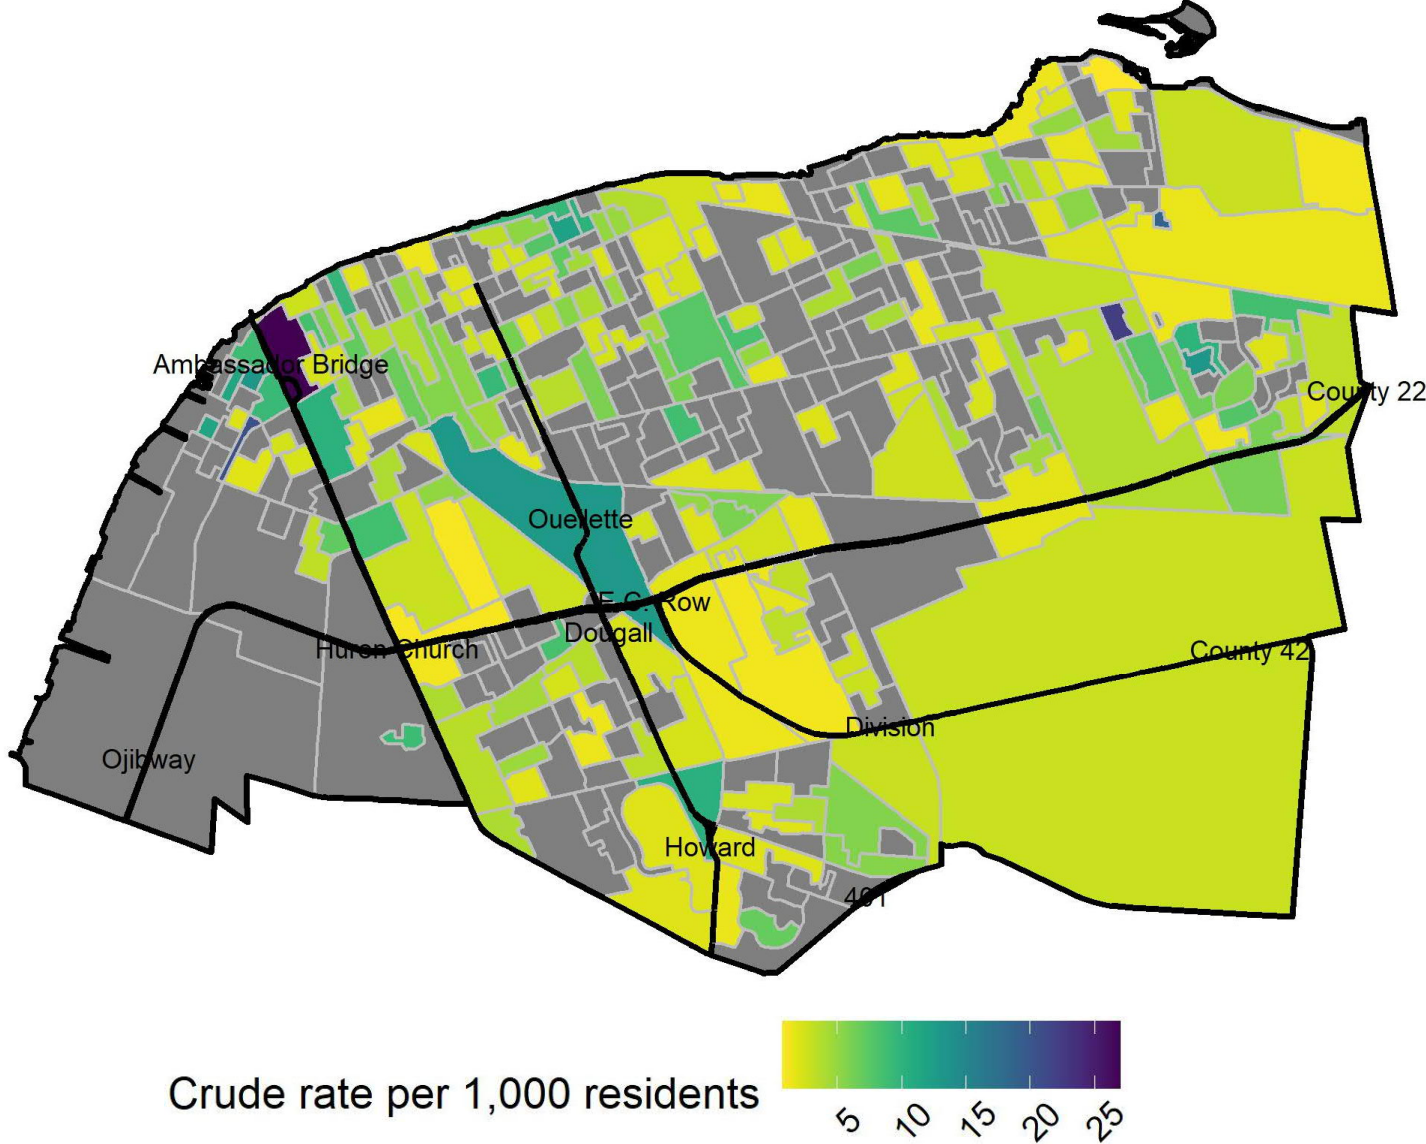 Ambassador Bridge
County 22
Ouellette
E.C. Row
Dougall
Huron Church
County 42
Division
Ojibway
Howard
401
Crude rate per 1,000 residents
5 10 15 20 25